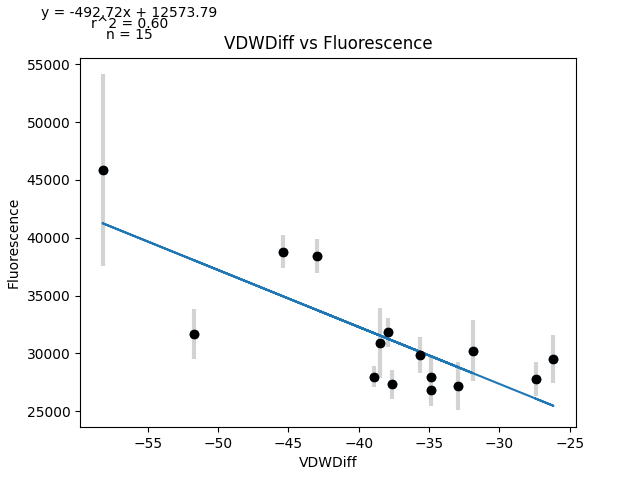 y = -492.72x + 12573.79
r^2 = 0.60
n = 15
VDWDiff vs Fluorescence
55000
50000
45000
40000
35000
30000
25000
Fluorescence
−55
−50
−45
−40
−35
−30
−25
VDWDiff